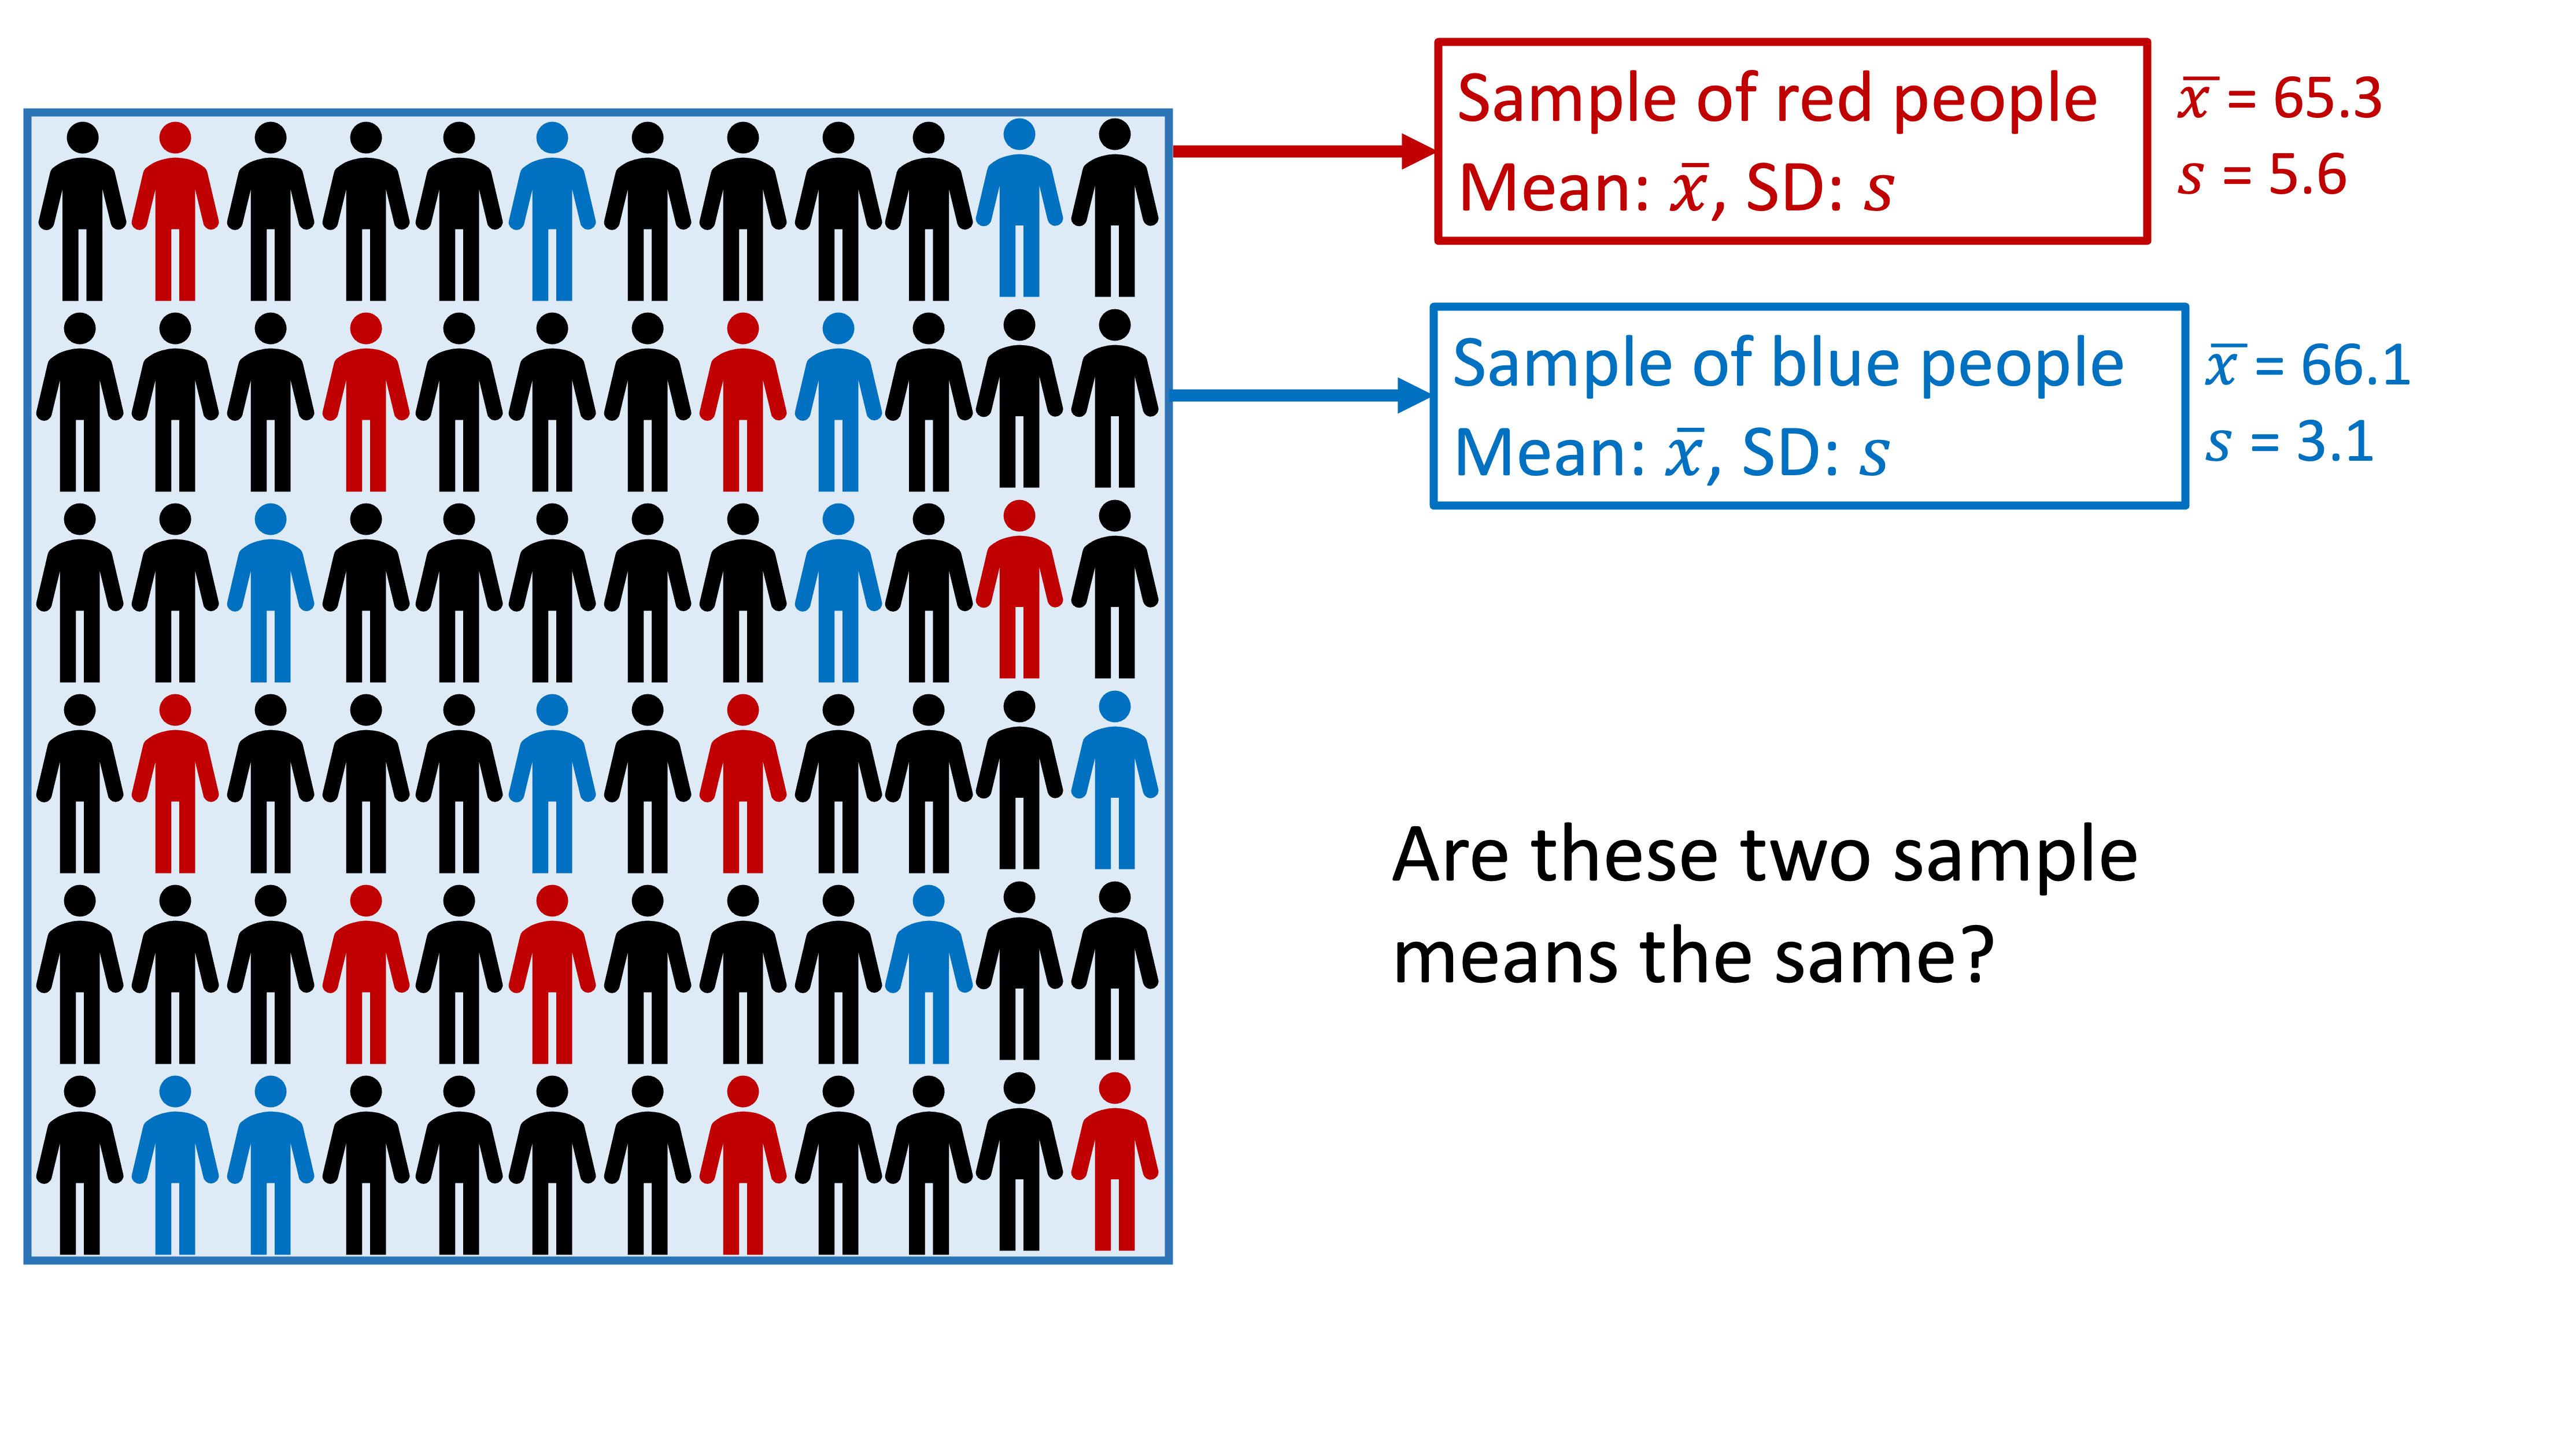 Sample of red people
Mean: x̄, SD: s
x̄ = 65.3
s = 5.6
Sample of blue people
Mean: x̄, SD: s
x̄ = 66.1
s = 3.1
Are these two sample
means the same?